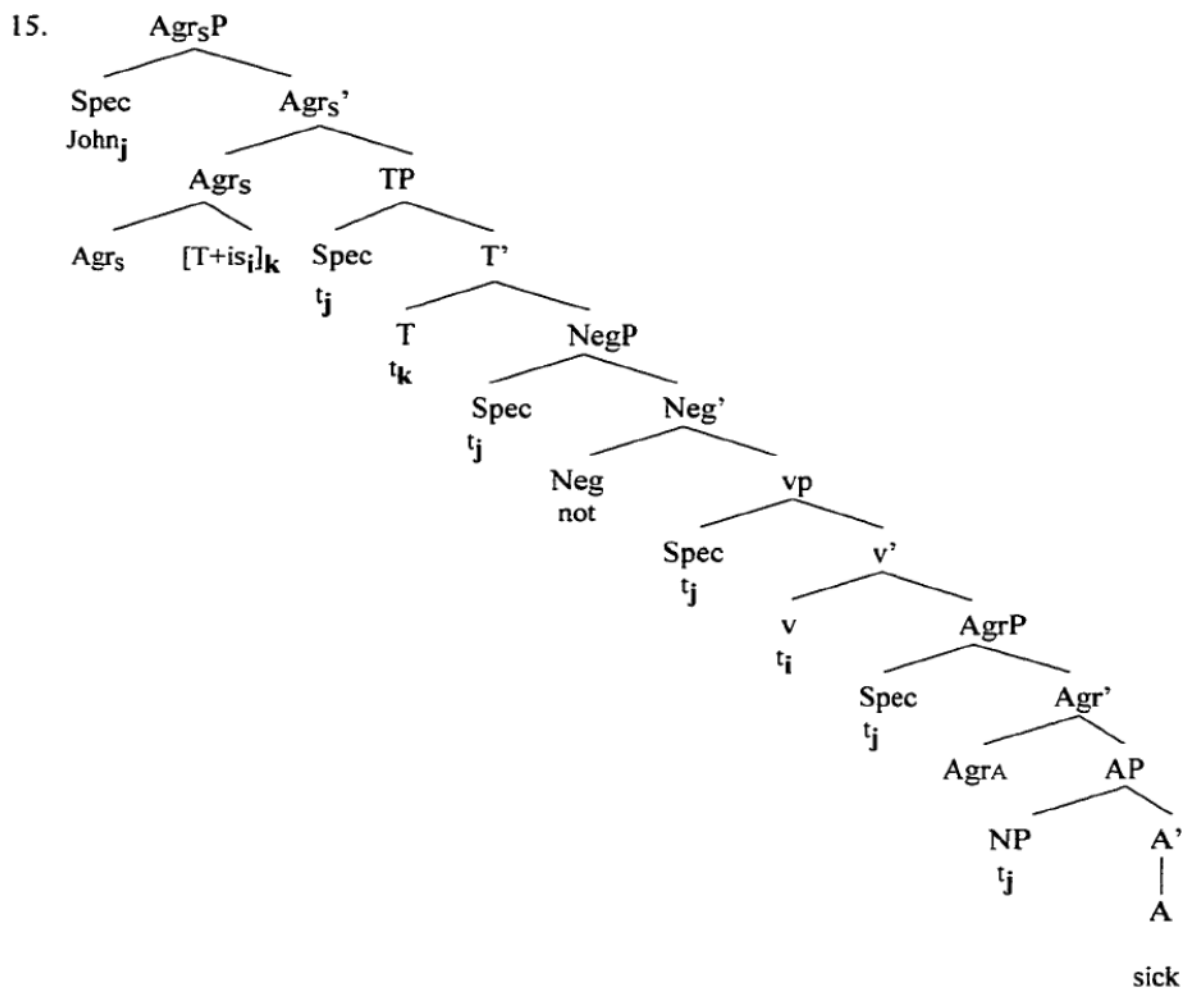 15. AgrsP
Spec Agrs’
Johnj
Agrs TP
Agrs [T+isi]k Spec T’
tj
T NegP
tk
Spec Neg’
tj
Neg vp
not
Spec v’
tj
v AgrP
ti
Spec Agr’
tj
AgrA AP
NP A’
tj
A
sick